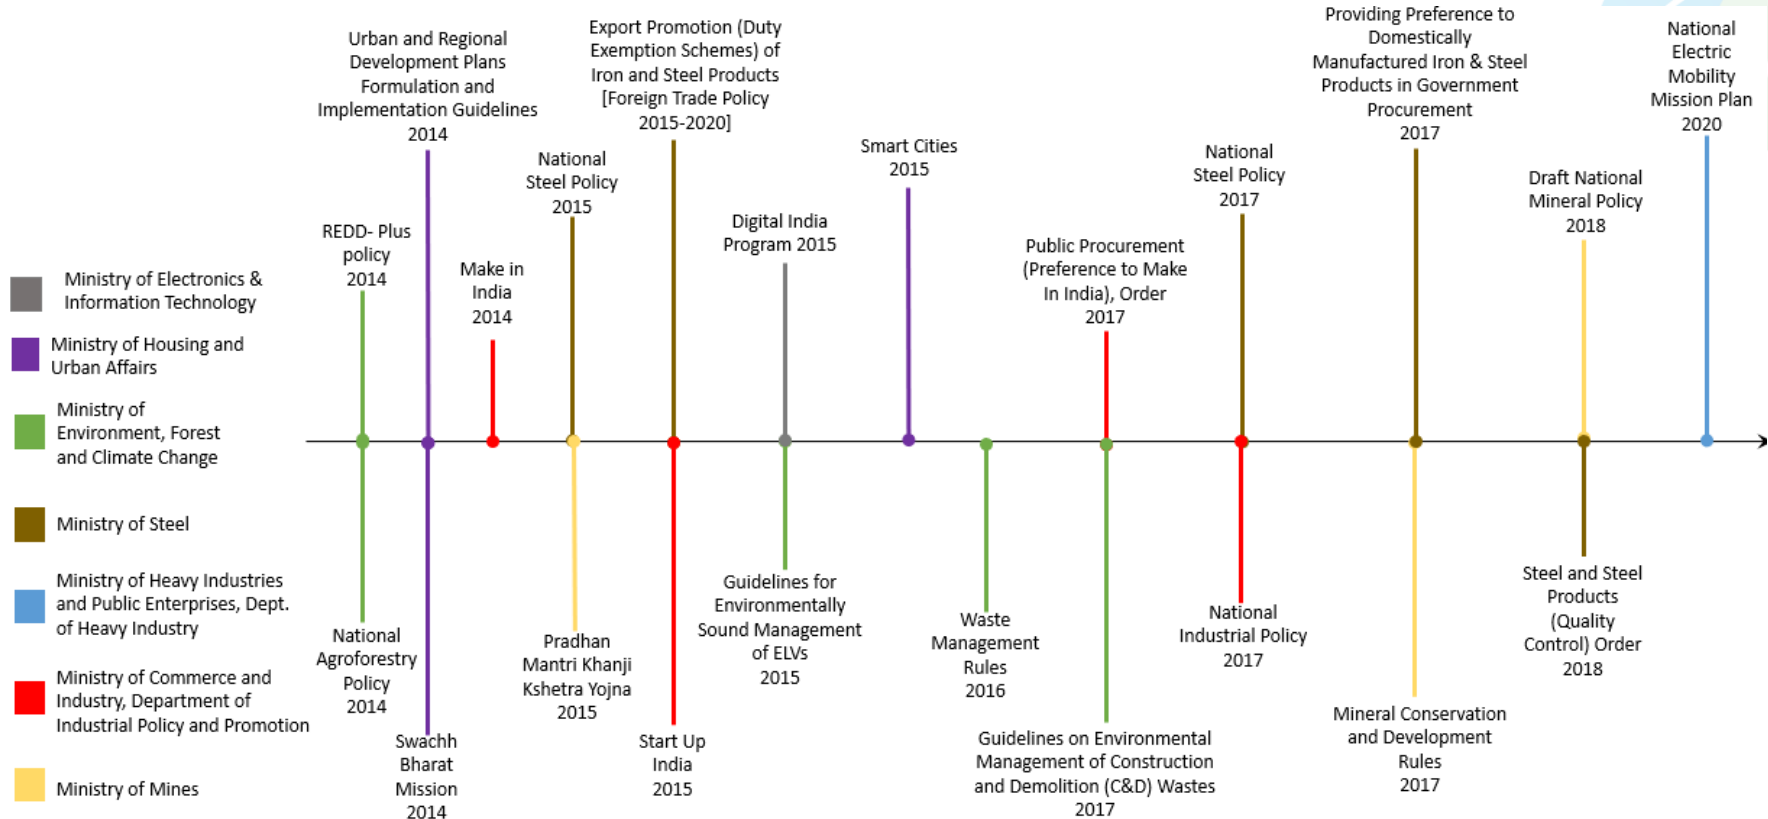 Urban and Regional
Development Plans
Formulation and
Implementation Guidelines
2014
Export Promotion (Duty
Exemption Schemes) of
Iron and Steel Products
[Foreign Trade Policy
2015-2020]
Providing Preference to
Domestically
Manufactured Iron & Steel
Products in Government
Procurement
2017
National
Electric
Mobility
Mission Plan
2020
REDD- Plus
policy
2014
Make in
India
2014
National
Steel Policy
2015
Digital India
Program 2015
Smart Cities
2015
Public Procurement
(Preference to Make
In India), Order
2017
National
Steel Policy
2017
Draft National
Mineral Policy
2018
Ministry of Electronics &
Information Technology
Ministry of Housing and
Urban Affairs
Ministry of
Environment, Forest
and Climate Change
Ministry of Steel
Ministry of Heavy Industries
and Public Enterprises, Dept.
of Heavy Industry
Ministry of Commerce and
Industry, Department of
Industrial Policy and Promotion
Ministry of Mines
National
Agroforestry
Policy
2014
Swachh
Bharat
Mission
2014
Pradhan
Mantri Khanji
Kshetra Yojna
2015
Start Up
India
2015
Guidelines for
Environmentally
Sound Management
of ELVs
2015
Waste
Management
Rules
2016
Guidelines on Environmental
Management of Construction
and Demolition (C&D) Wastes
2017
National
Industrial Policy
2017
Mineral Conservation
and Development
Rules
2017
Steel and Steel
Products
(Quality
Control) Order
2018